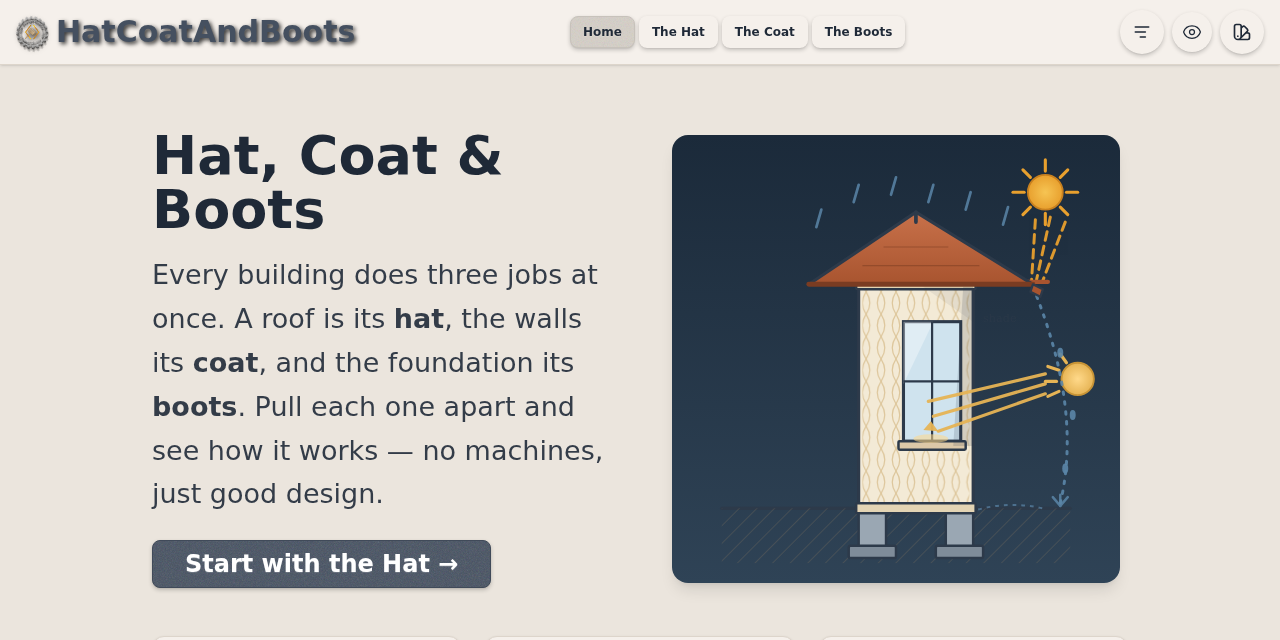 HatCoatAndBoots
Home
The Hat
The Coat
The Boots
Hat, Coat &
Boots
Every building does three jobs at
once. A roof is its hat, the walls
its coat, and the foundation its
boots. Pull each one apart and
see how it works — no machines,
just good design.
Start with the Hat →